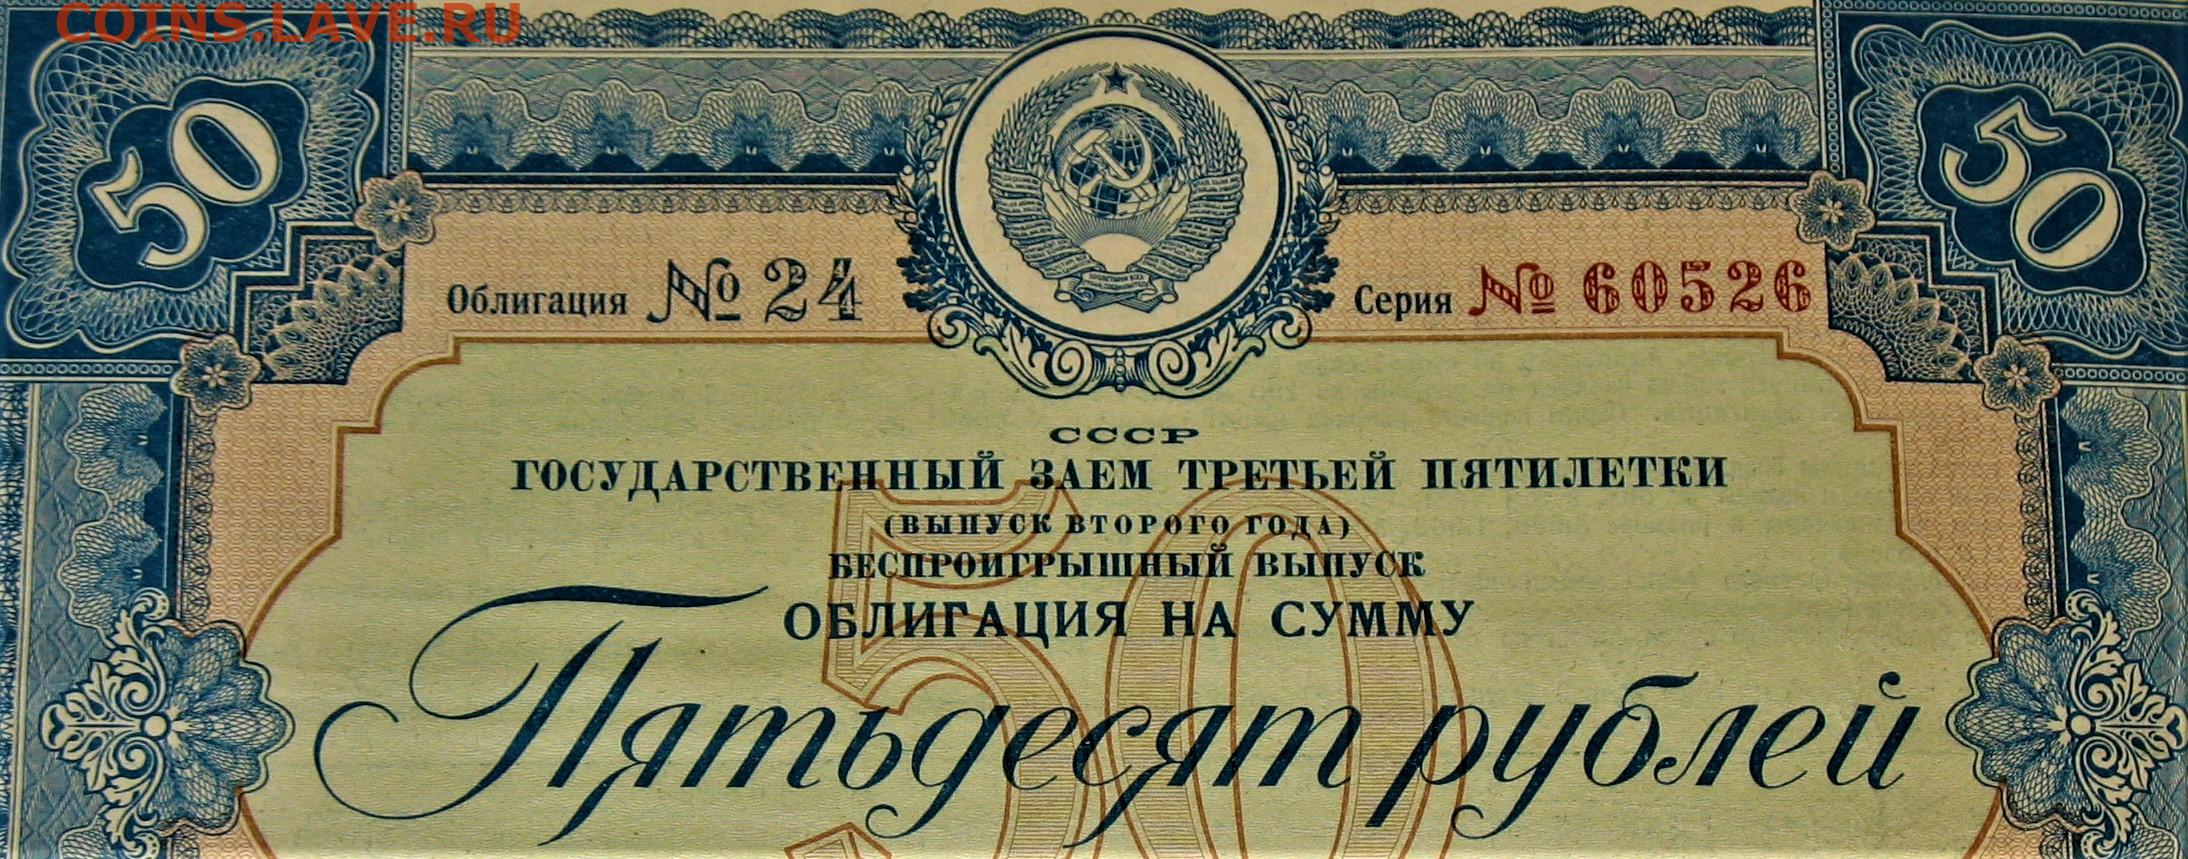 COINS.LAVE.RU
50 50
Облигация № 24 Серия № 60526
СССР
ГОСУДАРСТВЕННЫЙ ЗАЕМ ТРЕТЬЕЙ ПЯТИЛЕТКИ
(ВЫПУСК ВТОРОГО ГОДА)
БЕСПРОИГРЫШНЫЙ ВЫПУСК
ОБЛИГАЦИЯ НА СУММУ
Пятьдесят рублей
50